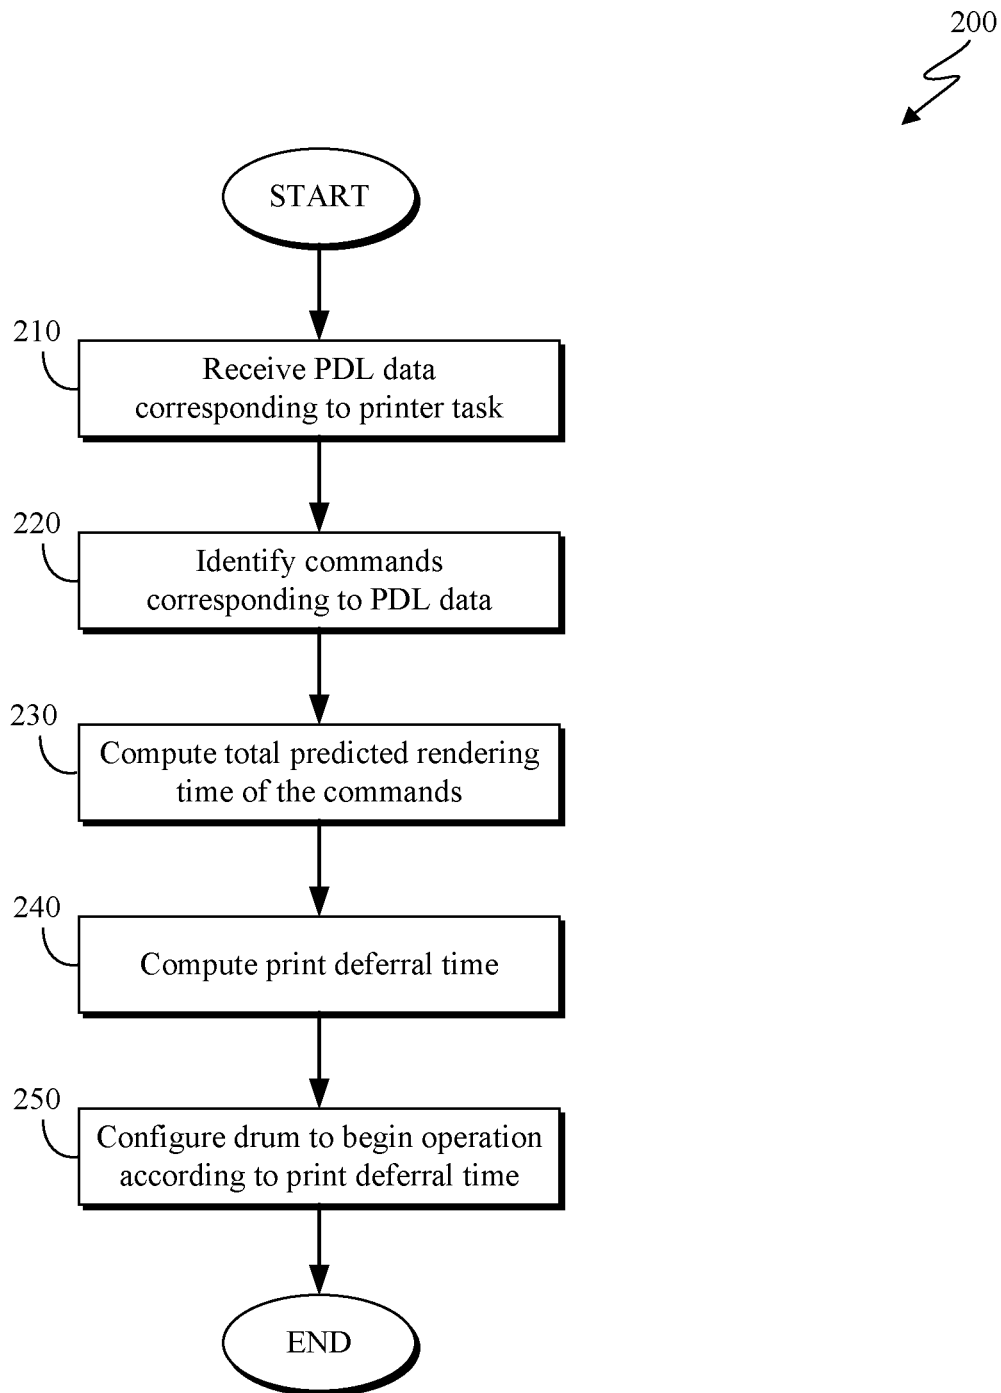 200
START
210
Receive PDL data
corresponding to printer task
220
Identify commands
corresponding to PDL data
230
Compute total predicted rendering
time of the commands
240
Compute print deferral time
250
Configure drum to begin operation
according to print deferral time
END